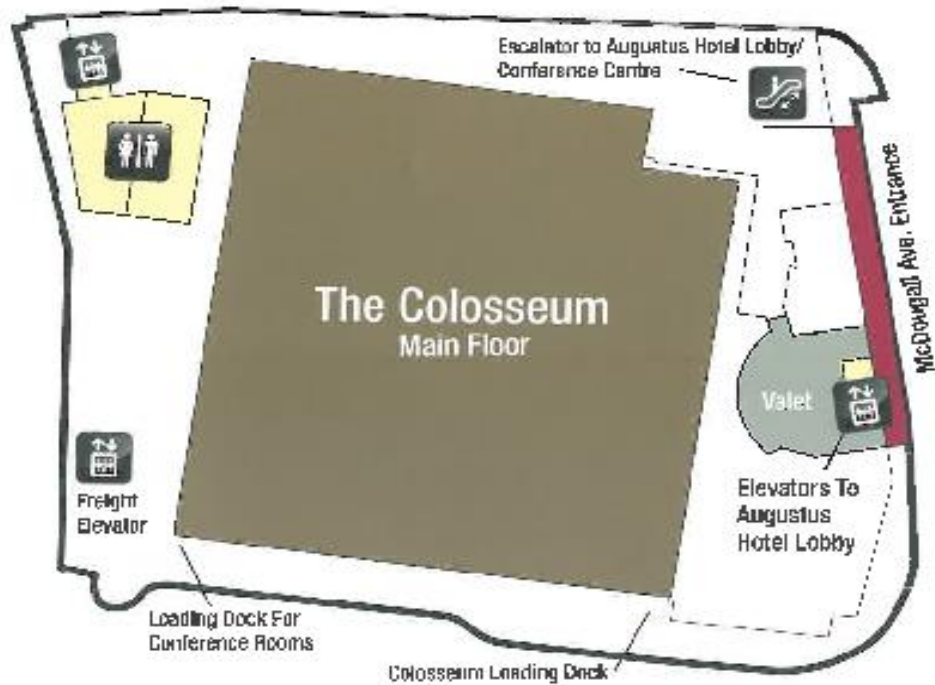 Escalator to Augustus Hotel Lobby/
Conference Centre
McDougall Ave. Entrance
The Colosseum
Main Floor
Valet
Freight
Elevator
Elevators To
Augustus
Hotel Lobby
Loading Dock For
Conference Rooms
Colosseum Loading Dock